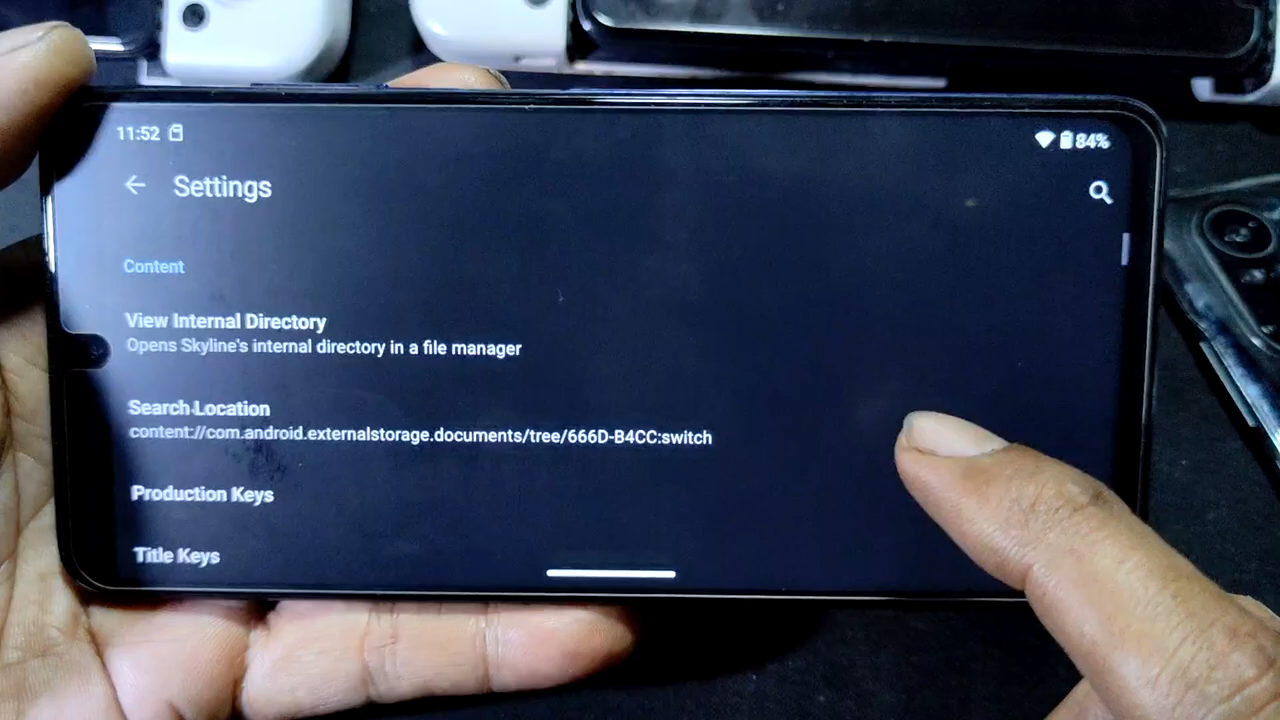 11:52
84%
Settings
Content
View Internal Directory
Opens Skyline's internal directory in a file manager
Search Location
content://com.android.externalstorage.documents/tree/666D-B4CC:switch
Production Keys
Title Keys